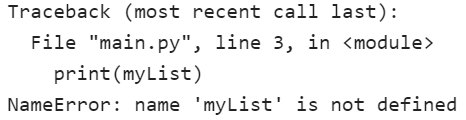 Traceback (most recent call last):
  File "main.py", line 3, in <module>
    print(myList)
NameError: name 'myList' is not defined